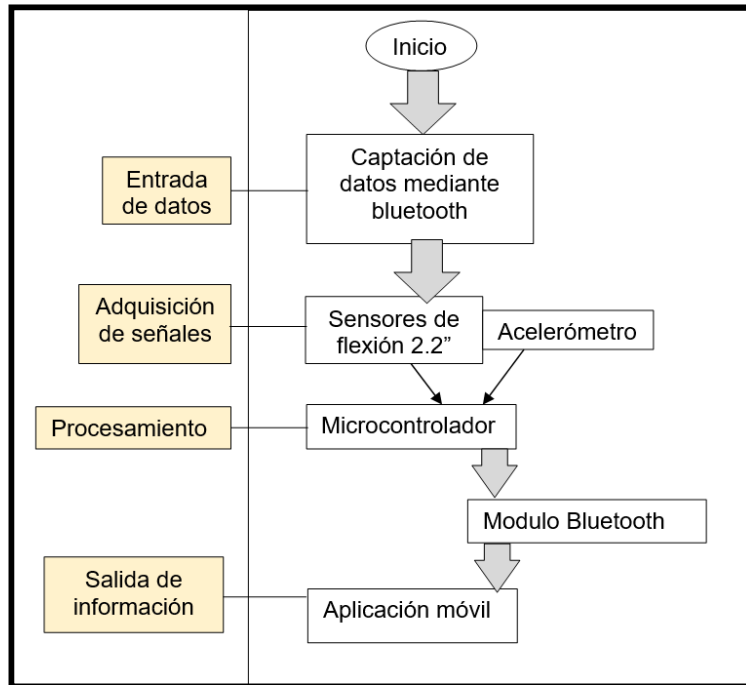 Inicio
Entrada
de datos
Captación de
datos mediante
bluetooth
Adquisición
de señales
Sensores de
flexión 2.2”
Acelerómetro
Procesamiento
Microcontrolador
Modulo Bluetooth
Salida de
información
Aplicación móvil